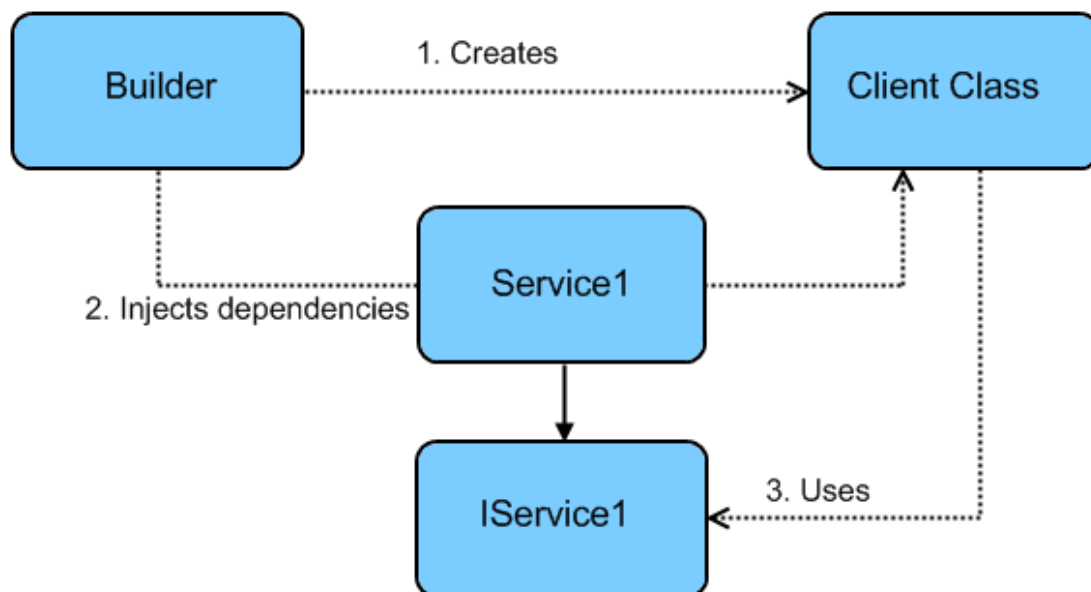 1. Creates
Builder
Client Class
Service1
2. Injects dependencies
IService1
3. Uses